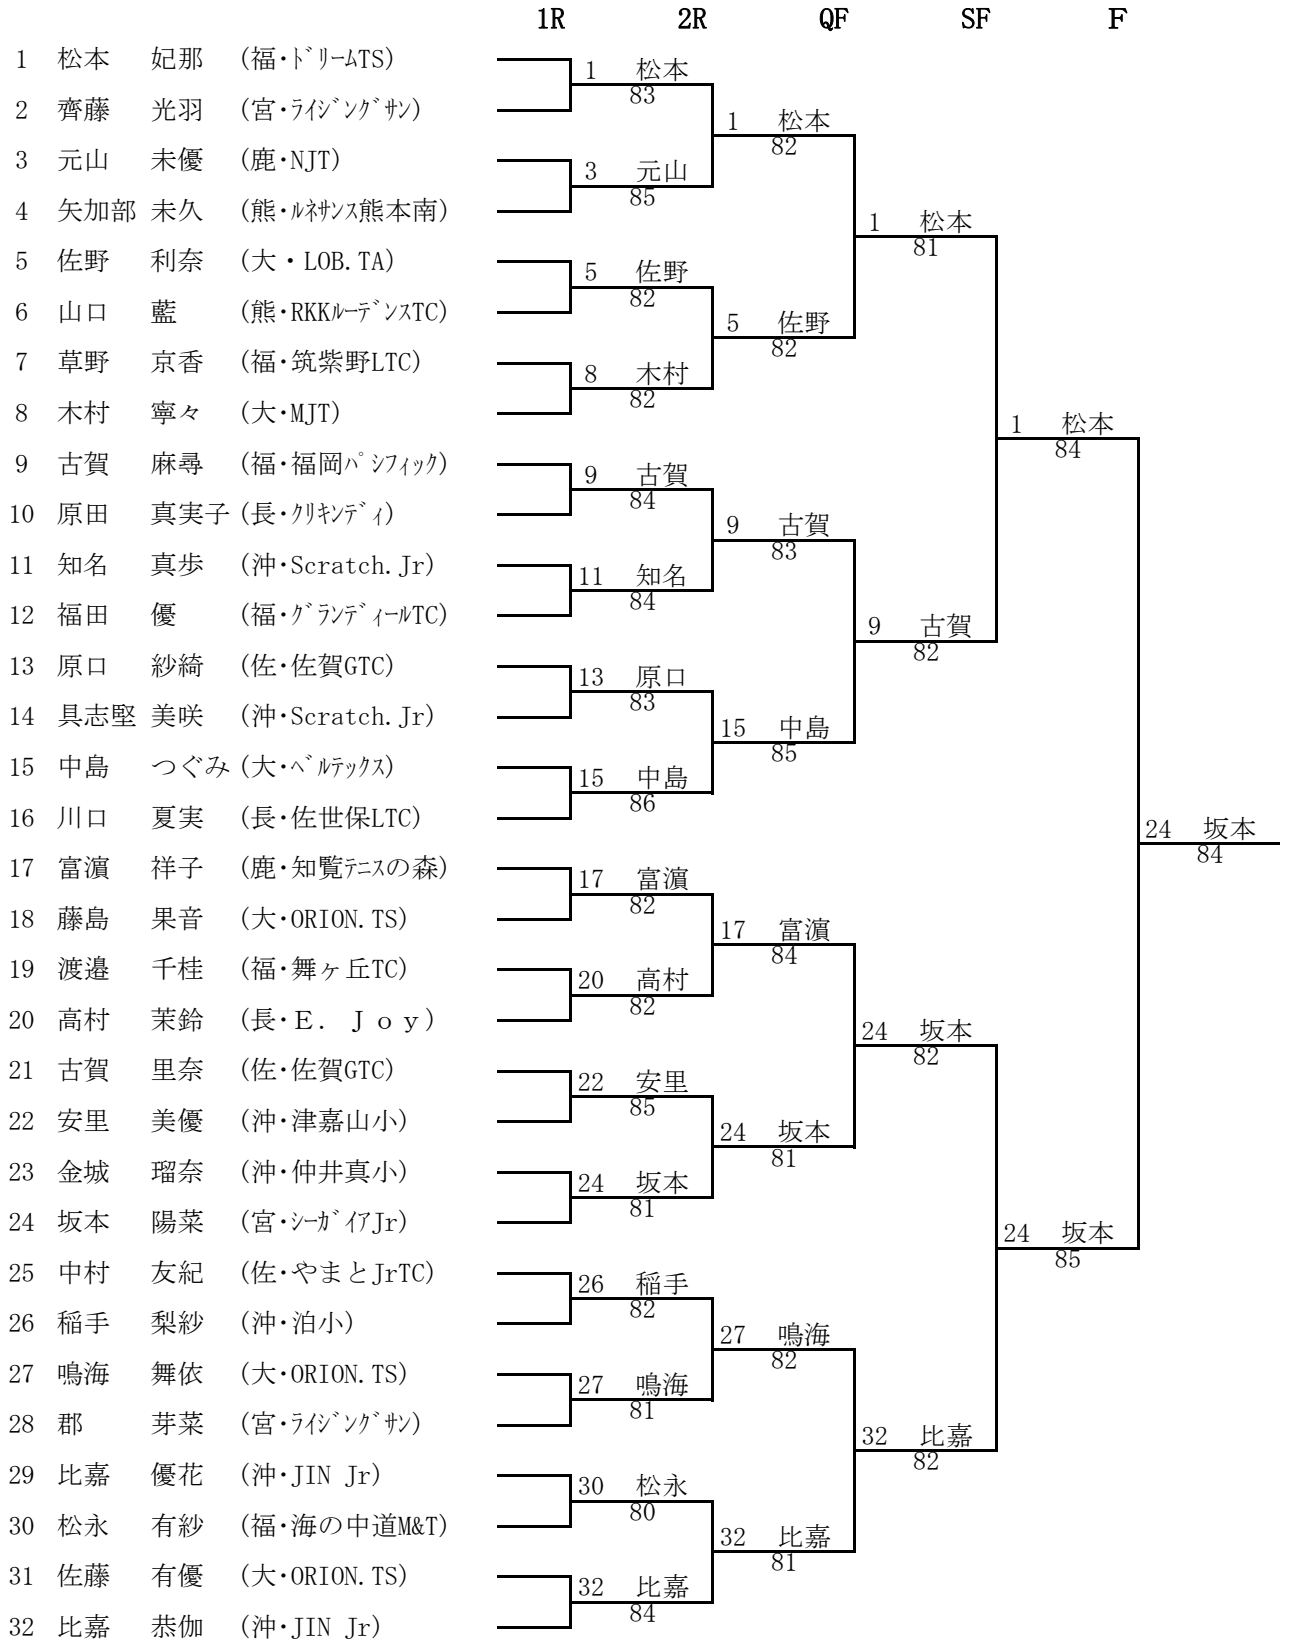 1R 2R QF SF F
1 松本 妃那 (福・ﾄﾞﾘｰﾑTS)
1 松本
83
2 齊藤 光羽 (宮・ﾗｲｼﾞﾝｸﾞｻﾝ)
1 松本
82
3 元山 未優 (鹿・NJT)
3 元山
85
4 矢加部 未久 (熊・ﾙﾈｻﾝｽ熊本南)
1 松本
81
5 佐野 利奈 (大・LOB.TA)
5 佐野
82
6 山口 藍 (熊・RKKﾙｰﾃﾞﾝｽTC)
5 佐野
82
7 草野 京香 (福・筑紫野LTC)
8 木村
82
8 木村 寧々 (大・MJT)
1 松本
84
9 古賀 麻尋 (福・福岡ﾊﾟｼﾌｨｯｸ)
9 古賀
84
10 原田 真実子 (長・ｸﾘｷﾝﾃﾞｨ)
9 古賀
83
11 知名 真歩 (沖・Scratch.Jr)
11 知名
84
12 福田 優 (福・ｸﾞﾗﾝﾃﾞｨｰﾙTC)
9 古賀
82
13 原口 紗綺 (佐・佐賀GTC)
13 原口
83
14 具志堅 美咲 (沖・Scratch.Jr)
15 中島
85
15 中島 つぐみ (大・ﾍﾞﾙﾃックｽ)
15 中島
86
16 川口 夏実 (長・佐世保LTC)
24 坂本
84
17 富濵 祥子 (鹿・知覧ﾃﾆｽの森)
17 富濵
82
18 藤島 果音 (大・ORION.TS)
17 富濵
84
19 渡邉 千桂 (福・舞ヶ丘TC)
20 高村
82
20 高村 茉鈴 (長・Ｅ．Ｊｏｙ)
24 坂本
82
21 古賀 里奈 (佐・佐賀GTC)
22 安里
85
22 安里 美優 (沖・津嘉山小)
24 坂本
81
23 金城 瑠奈 (沖・仲井真小)
24 坂本
81
24 坂本 陽菜 (宮・ｼｰｶﾞｲｱJr)
24 坂本
85
25 中村 友紀 (佐・やまとJrTC)
26 稲手
82
26 稲手 梨紗 (沖・泊小)
27 鳴海
82
27 鳴海 舞依 (大・ORION.TS)
27 鳴海
81
28 郡 芽菜 (宮・ﾗｲｼﾞﾝｸﾞｻﾝ)
32 比嘉
82
29 比嘉 優花 (沖・JIN Jr)
30 松永
80
30 松永 有紗 (福・海の中道M&T)
32 比嘉
81
31 佐藤 有優 (大・ORION.TS)
32 比嘉
84
32 比嘉 恭伽 (沖・JIN Jr)